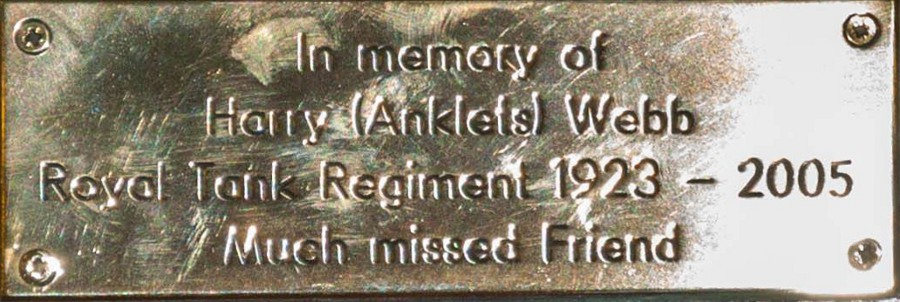 In memory of
Harry (Anklets) Webb
Royal Tank Regiment 1923 - 2005
Much missed Friend